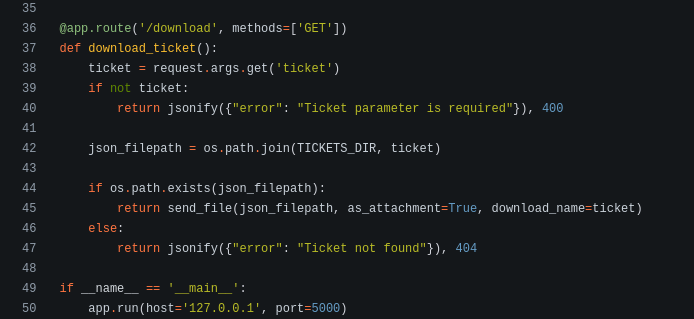 35
36 @app.route('/download', methods=['GET'])
37 def download_ticket():
38     ticket = request.args.get('ticket')
39     if not ticket:
40         return jsonify({"error": "Ticket parameter is required"}), 400
41
42     json_filepath = os.path.join(TICKETS_DIR, ticket)
43
44     if os.path.exists(json_filepath):
45         return send_file(json_filepath, as_attachment=True, download_name=ticket)
46     else:
47         return jsonify({"error": "Ticket not found"}), 404
48
49 if __name__ == '__main__':
50     app.run(host='127.0.0.1', port=5000)